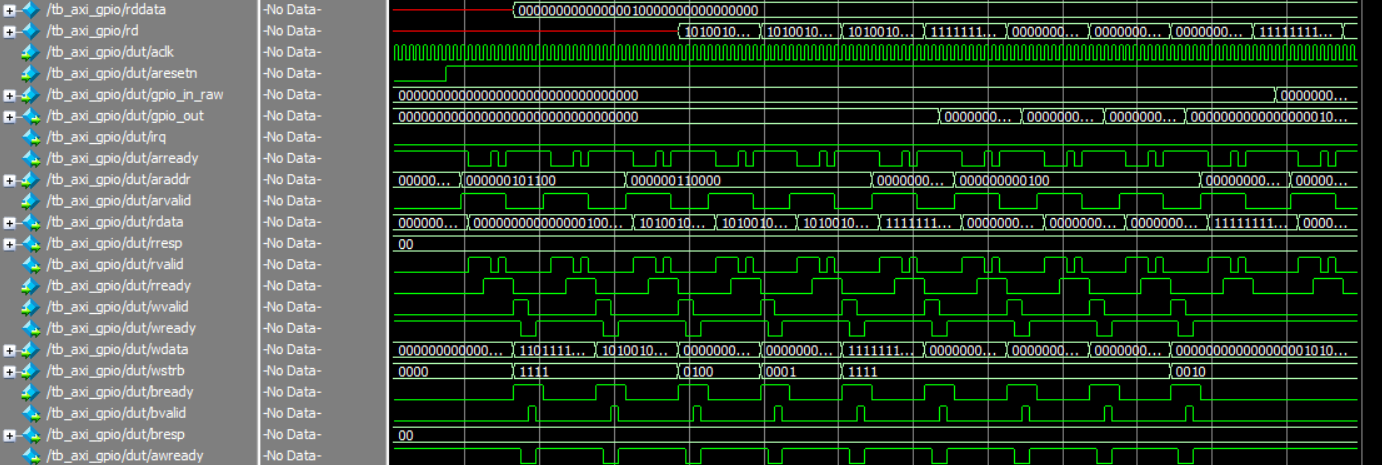 /tb_axi_gpio/rddata -No Data- 00000000000000010000000000000000
/tb_axi_gpio/rd -No Data- 1010010... 1010010... 1010010... 1111111... 0000000... 0000000... 0000000... 11111111...
/tb_axi_gpio/dut/aclk -No Data-
/tb_axi_gpio/dut/aresetn -No Data-
/tb_axi_gpio/dut/gpio_in_raw -No Data- 00000000000000000000000000000000 0000000...
/tb_axi_gpio/dut/gpio_out -No Data- 00000000000000000000000000000000 0000000... 0000000... 0000000... 00000000000000000010...
/tb_axi_gpio/dut/irq -No Data-
/tb_axi_gpio/dut/arready -No Data-
/tb_axi_gpio/dut/araddr -No Data- 00000... 000000101100 000000110000 0000000... 000000000100 00000000... 00000...
/tb_axi_gpio/dut/arvalid -No Data-
/tb_axi_gpio/dut/rdata -No Data- 000000... 0000000000000000100... 1010010... 1010010... 1010010... 1111111... 0000000... 0000000... 0000000... 11111111... 0000...
/tb_axi_gpio/dut/rresp -No Data- 00
/tb_axi_gpio/dut/rvalid -No Data-
/tb_axi_gpio/dut/rready -No Data-
/tb_axi_gpio/dut/wvalid -No Data-
/tb_axi_gpio/dut/wready -No Data-
/tb_axi_gpio/dut/wdata -No Data- 000000000000... 1101111... 1010010... 0000000... 0000000... 1111111... 0000000... 0000000... 0000000... 00000000000000000001010...
/tb_axi_gpio/dut/wstrb -No Data- 0000 1111 0100 0001 1111 0010
/tb_axi_gpio/dut/bready -No Data-
/tb_axi_gpio/dut/bvalid -No Data-
/tb_axi_gpio/dut/bresp -No Data- 00
/tb_axi_gpio/dut/awready -No Data-